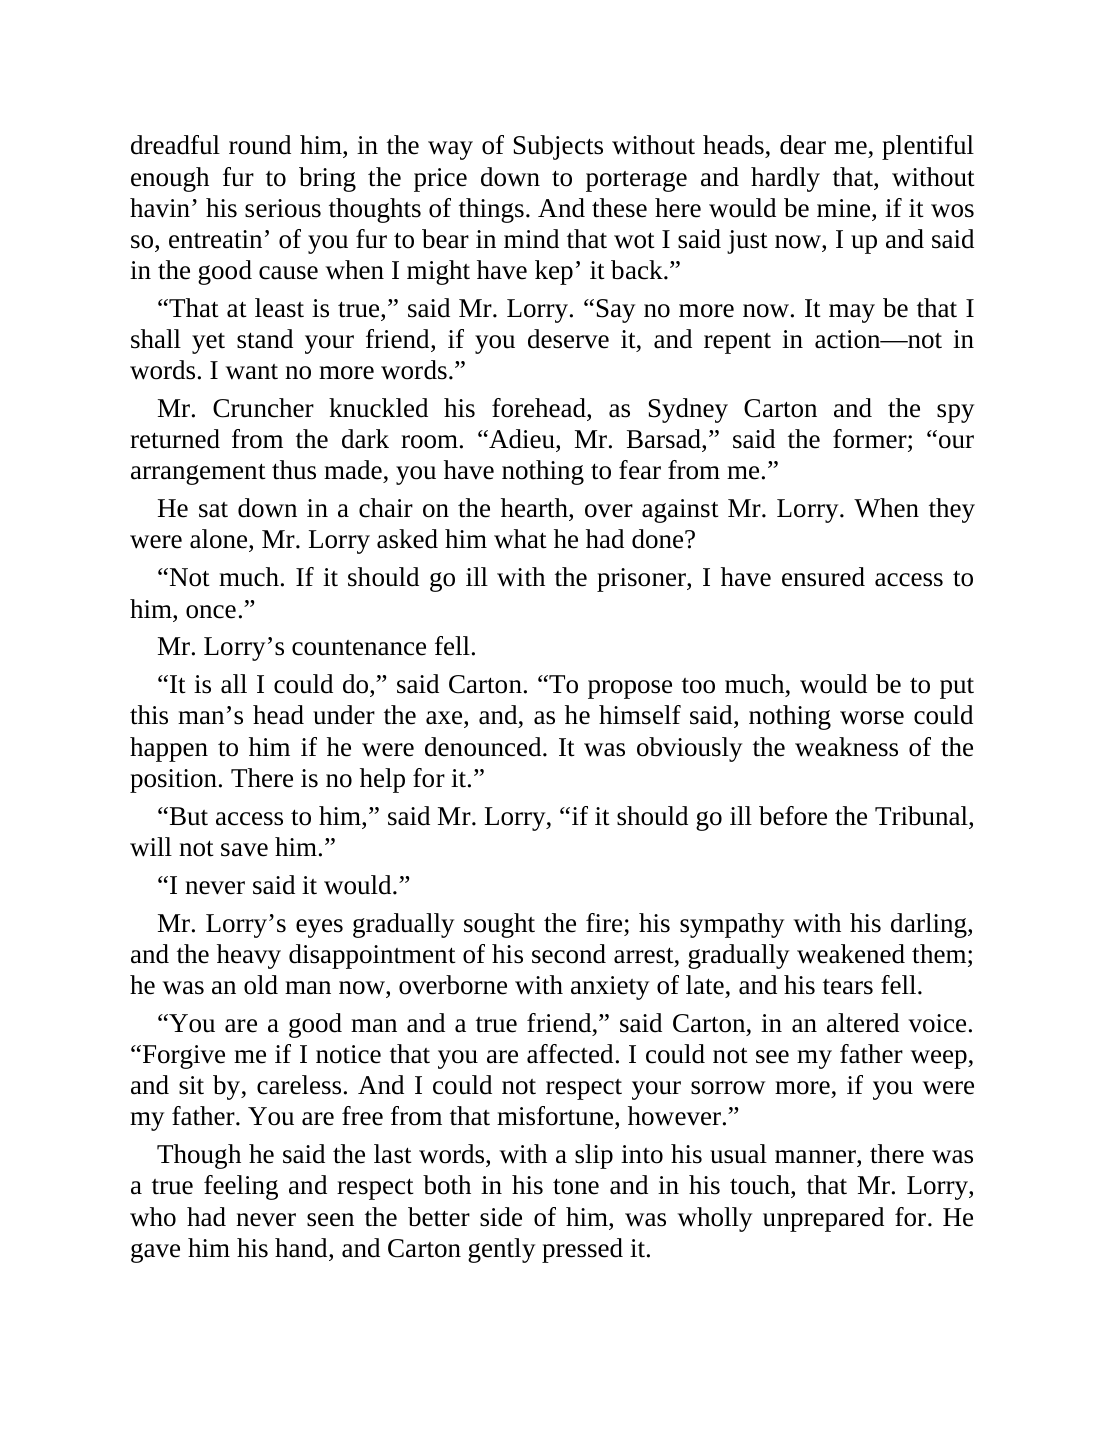 dreadful round him, in the way of Subjects without heads, dear me, plentiful
enough fur to bring the price down to porterage and hardly that, without
havin’ his serious thoughts of things. And these here would be mine, if it wos
so, entreatin’ of you fur to bear in mind that wot I said just now, I up and said
in the good cause when I might have kep’ it back.”
“That at least is true,” said Mr. Lorry. “Say no more now. It may be that I
shall yet stand your friend, if you deserve it, and repent in action—not in
words. I want no more words.”
Mr. Cruncher knuckled his forehead, as Sydney Carton and the spy
returned from the dark room. “Adieu, Mr. Barsad,” said the former; “our
arrangement thus made, you have nothing to fear from me.”
He sat down in a chair on the hearth, over against Mr. Lorry. When they
were alone, Mr. Lorry asked him what he had done?
“Not much. If it should go ill with the prisoner, I have ensured access to
him, once.”
Mr. Lorry’s countenance fell.
“It is all I could do,” said Carton. “To propose too much, would be to put
this man’s head under the axe, and, as he himself said, nothing worse could
happen to him if he were denounced. It was obviously the weakness of the
position. There is no help for it.”
“But access to him,” said Mr. Lorry, “if it should go ill before the Tribunal,
will not save him.”
“I never said it would.”
Mr. Lorry’s eyes gradually sought the fire; his sympathy with his darling,
and the heavy disappointment of his second arrest, gradually weakened them;
he was an old man now, overborne with anxiety of late, and his tears fell.
“You are a good man and a true friend,” said Carton, in an altered voice.
“Forgive me if I notice that you are affected. I could not see my father weep,
and sit by, careless. And I could not respect your sorrow more, if you were
my father. You are free from that misfortune, however.”
Though he said the last words, with a slip into his usual manner, there was
a true feeling and respect both in his tone and in his touch, that Mr. Lorry,
who had never seen the better side of him, was wholly unprepared for. He
gave him his hand, and Carton gently pressed it.